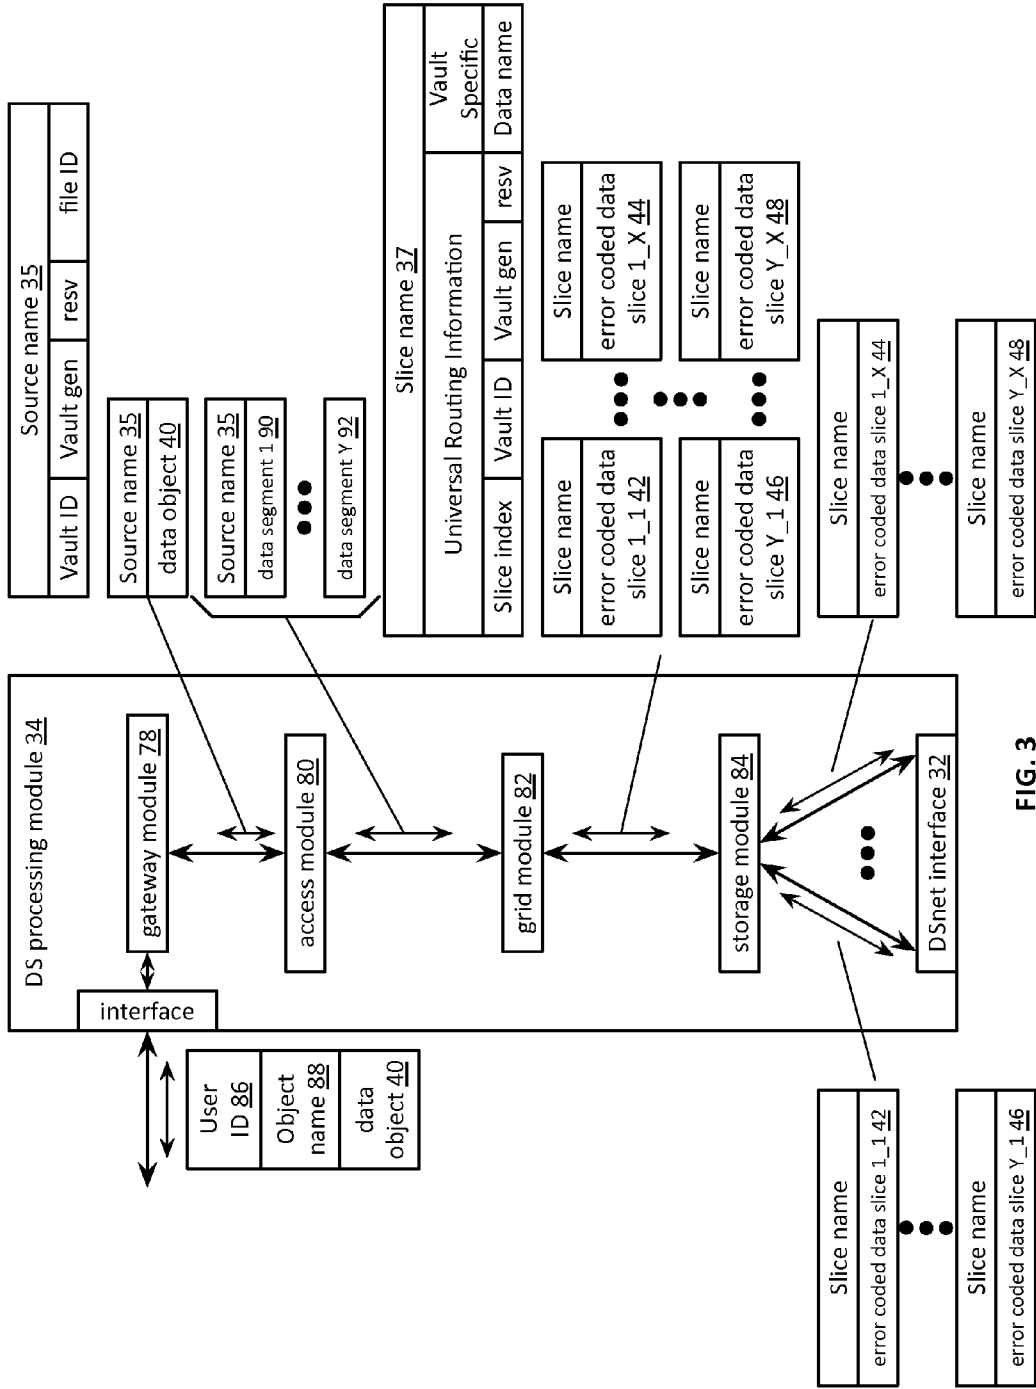 DS processing module 34
interface
gateway module 78
access module 80
grid module 82
storage module 84
DSnet interface 32
User
ID 86
Object
name 88
data
object 40
Source name 35
Vault ID
Vault gen
resv
file ID
Source name 35
data object 40
Source name 35
data segment 1 90
data segment Y 92
Slice name 37
Universal Routing Information
Vault
Specific
Slice index
Vault ID
Vault gen
resv
Data name
Slice name
error coded data
slice 1_1 42
Slice name
error coded data
slice 1_X 44
Slice name
error coded data
slice Y_1 46
Slice name
error coded data
slice Y_X 48
Slice name
error coded data slice 1_1 42
Slice name
error coded data slice Y_1 46
Slice name
error coded data slice 1_X 44
Slice name
error coded data slice Y_X 48
FIG. 3